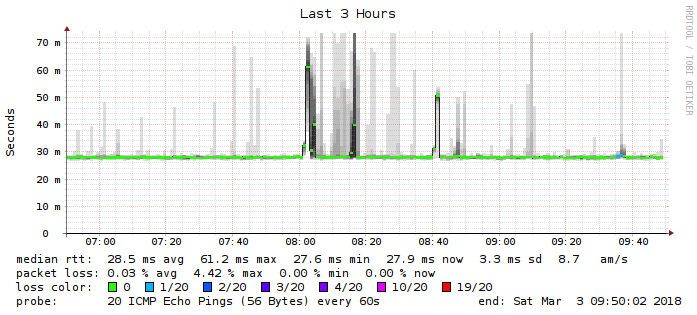 Last 3 Hours
RRDTOOL / TOBI OETIKER
Seconds
70 m
60 m
50 m
40 m
30 m
20 m
10 m
0
07:00 07:20 07:40 08:00 08:20 08:40 09:00 09:20 09:40
median rtt: 28.5 ms avg 61.2 ms max 27.6 ms min 27.9 ms now 3.3 ms sd 8.7 am/s
packet loss: 0.03 % avg 4.42 % max 0.00 % min 0.00 % now
loss color: 0 1/20 2/20 3/20 4/20 10/20 19/20
probe: 20 ICMP Echo Pings (56 Bytes) every 60s end: Sat Mar 3 09:50:02 2018